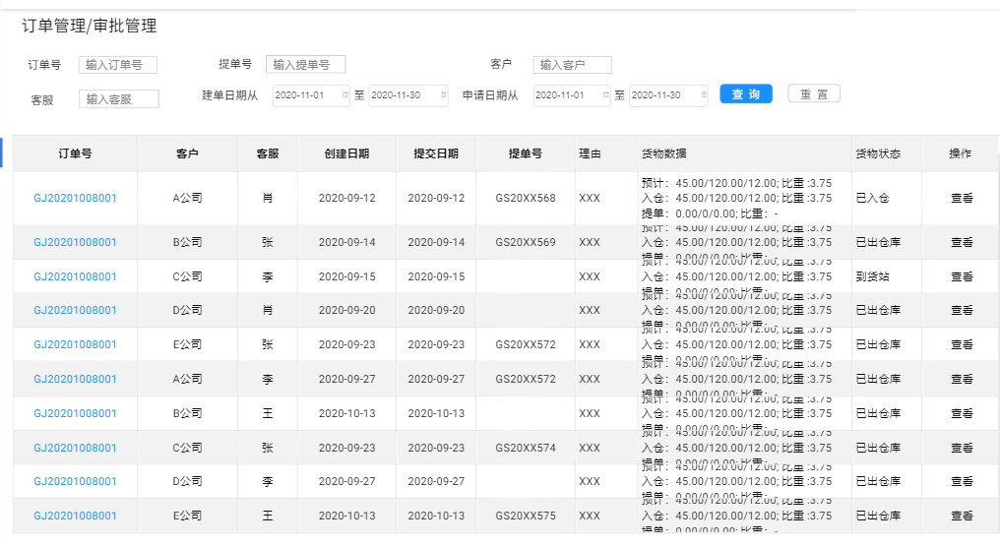 订单管理/审批管理
订单号 输入订单号 提单号 输入提单号 客户 输入客户
客服 输入客服 建单日期从 2020-11-01 至 2020-11-30 申请日期从 2020-11-01 至 2020-11-30 查 询 重 置
订单号 客户 客服 创建日期 提交日期 提单号 理由 货物数据 货物状态 操作
预计：45.00/120.00/12.00; 比重 :3.75
GJ20201008001 A公司 肖 2020-09-12 2020-09-12 GS20XX568 XXX 入仓：45.00/120.00/12.00; 比重 :3.75 已入仓 查看
提单：0.00/0/0.00; 比重：-
预计：45.00/120.00/12.00; 比重 :3.75
GJ20201008001 B公司 张 2020-09-14 2020-09-14 GS20XX569 XXX 入仓：45.00/120.00/12.00; 比重 :3.75 已出仓库 查看
提单：0.00/0/0.00; 比重：-
预计：45.00/120.00/12.00; 比重 :3.75
GJ20201008001 C公司 李 2020-09-15 2020-09-15 XXX 入仓：45.00/120.00/12.00; 比重 :3.75 到货站 查看
提单：0.00/0/0.00; 比重：-
预计：45.00/120.00/12.00; 比重 :3.75
GJ20201008001 D公司 肖 2020-09-20 2020-09-20 XXX 入仓：45.00/120.00/12.00; 比重 :3.75 已出仓库 查看
提单：0.00/0/0.00; 比重：-
预计：45.00/120.00/12.00; 比重 :3.75
GJ20201008001 E公司 张 2020-09-23 2020-09-23 GS20XX572 XXX 入仓：45.00/120.00/12.00; 比重 :3.75 已出仓库 查看
提单：0.00/0/0.00; 比重：-
预计：45.00/120.00/12.00; 比重 :3.75
GJ20201008001 A公司 李 2020-09-27 2020-09-27 GS20XX572 XXX 入仓：45.00/120.00/12.00; 比重 :3.75 已出仓库 查看
提单：0.00/0/0.00; 比重：-
预计：45.00/120.00/12.00; 比重 :3.75
GJ20201008001 B公司 王 2020-10-13 2020-10-13 XXX 入仓：45.00/120.00/12.00; 比重 :3.75 已出仓库 查看
提单：0.00/0/0.00; 比重：-
预计：45.00/120.00/12.00; 比重 :3.75
GJ20201008001 C公司 张 2020-09-23 2020-09-23 GS20XX574 XXX 入仓：45.00/120.00/12.00; 比重 :3.75 已出仓库 查看
提单：0.00/0/0.00; 比重：-
预计：45.00/120.00/12.00; 比重 :3.75
GJ20201008001 D公司 李 2020-09-27 2020-09-27 XXX 入仓：45.00/120.00/12.00; 比重 :3.75 已出仓库 查看
提单：0.00/0/0.00; 比重：-
预计：45.00/120.00/12.00; 比重 :3.75
GJ20201008001 E公司 王 2020-10-13 2020-10-13 GS20XX575 XXX 入仓：45.00/120.00/12.00; 比重 :3.75 已出仓库 查看
提单：0.00/0/0.00; 比重：-